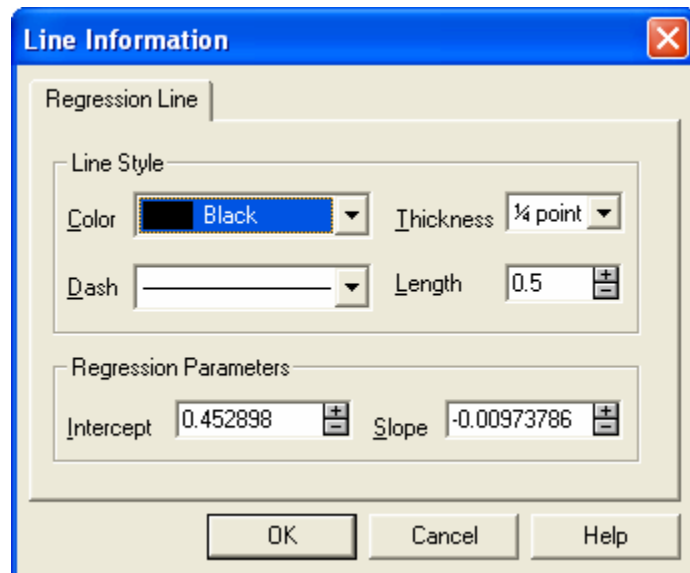 Line Information
Regression Line
Line Style
Color Black Thickness ¼ point
Dash Length 0.5
Regression Parameters
Intercept 0.452898 Slope -0.00973786
OK Cancel Help